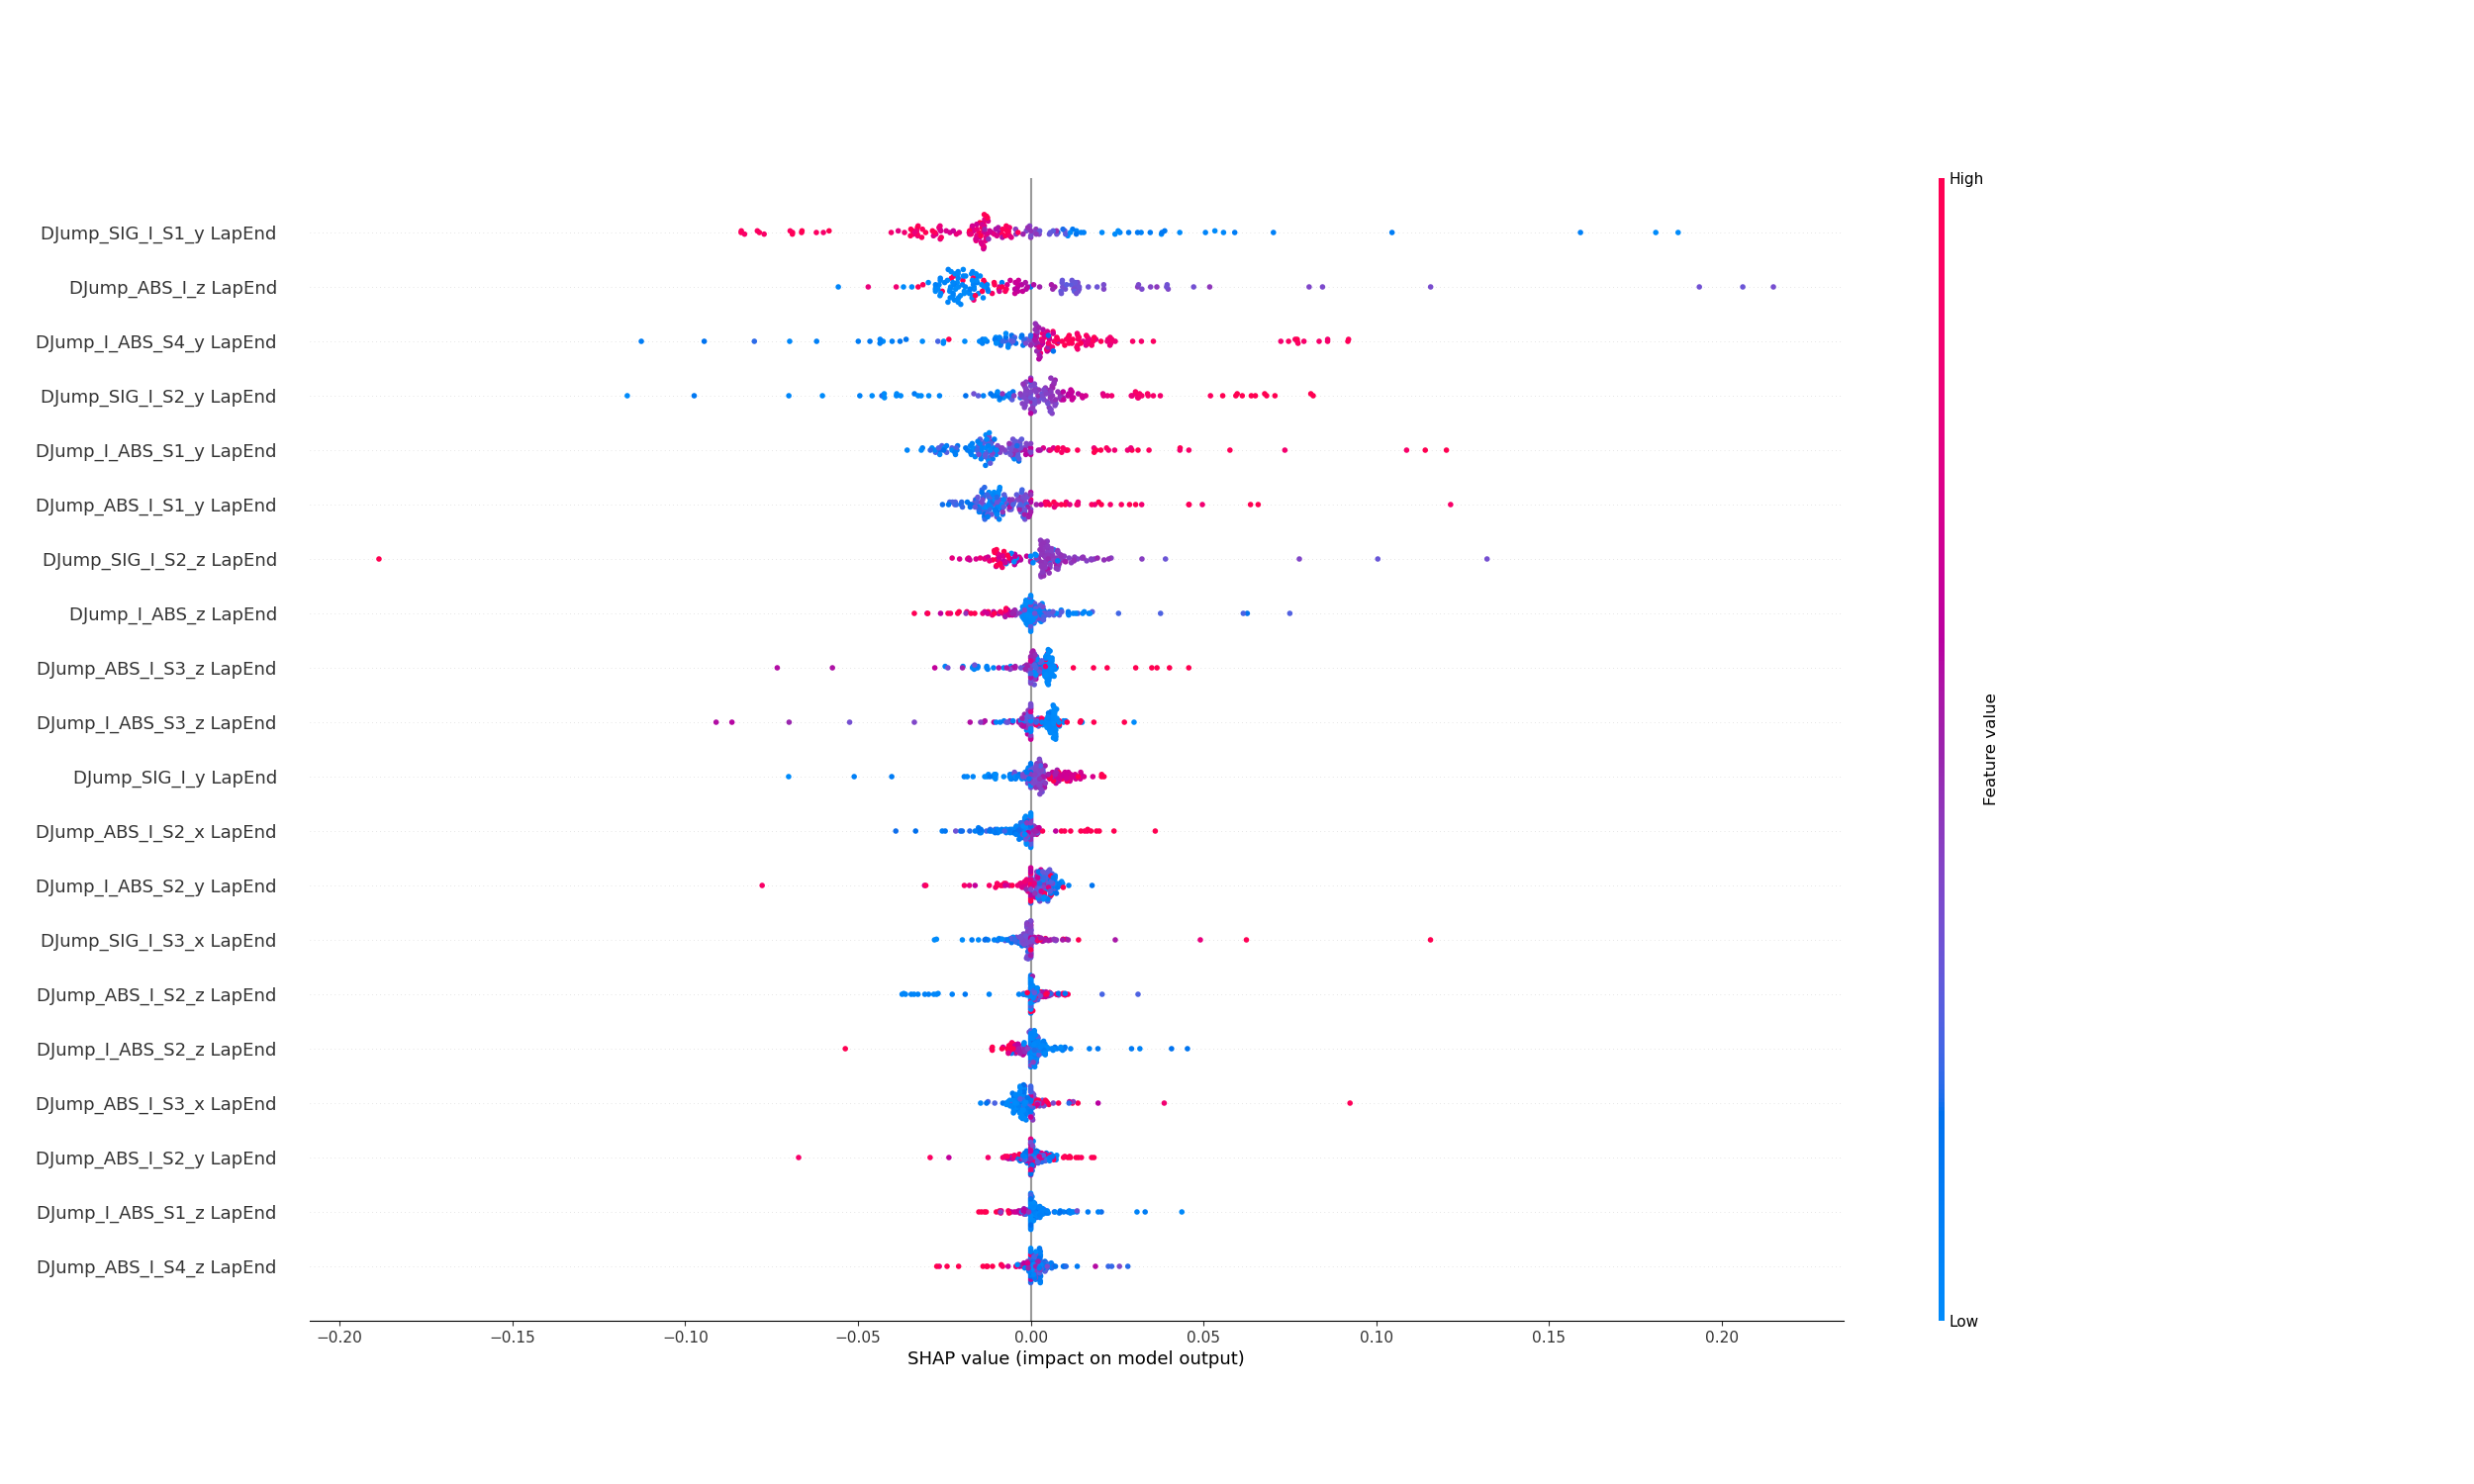 High
DJump_SIG_I_S1_y LapEnd
DJump_ABS_I_z LapEnd
DJump_I_ABS_S4_y LapEnd
DJump_SIG_I_S2_y LapEnd
DJump_I_ABS_S1_y LapEnd
DJump_ABS_I_S1_y LapEnd
DJump_SIG_I_S2_z LapEnd
DJump_I_ABS_z LapEnd
DJump_ABS_I_S3_z LapEnd
DJump_I_ABS_S3_z LapEnd
DJump_SIG_I_y LapEnd
DJump_ABS_I_S2_x LapEnd
DJump_I_ABS_S2_y LapEnd
DJump_SIG_I_S3_x LapEnd
DJump_ABS_I_S2_z LapEnd
DJump_I_ABS_S2_z LapEnd
DJump_ABS_I_S3_x LapEnd
DJump_ABS_I_S2_y LapEnd
DJump_I_ABS_S1_z LapEnd
DJump_ABS_I_S4_z LapEnd
Feature value
Low
−0.20 −0.15 −0.10 −0.05 0.00 0.05 0.10 0.15 0.20
SHAP value (impact on model output)